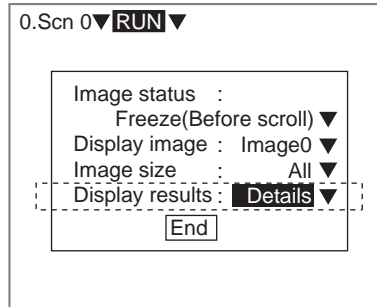 0.Scn 0▼ RUN ▼
Image status :
Freeze(Before scroll) ▼
Display image : Image0 ▼
Image size : All ▼
Display results : Details ▼
End